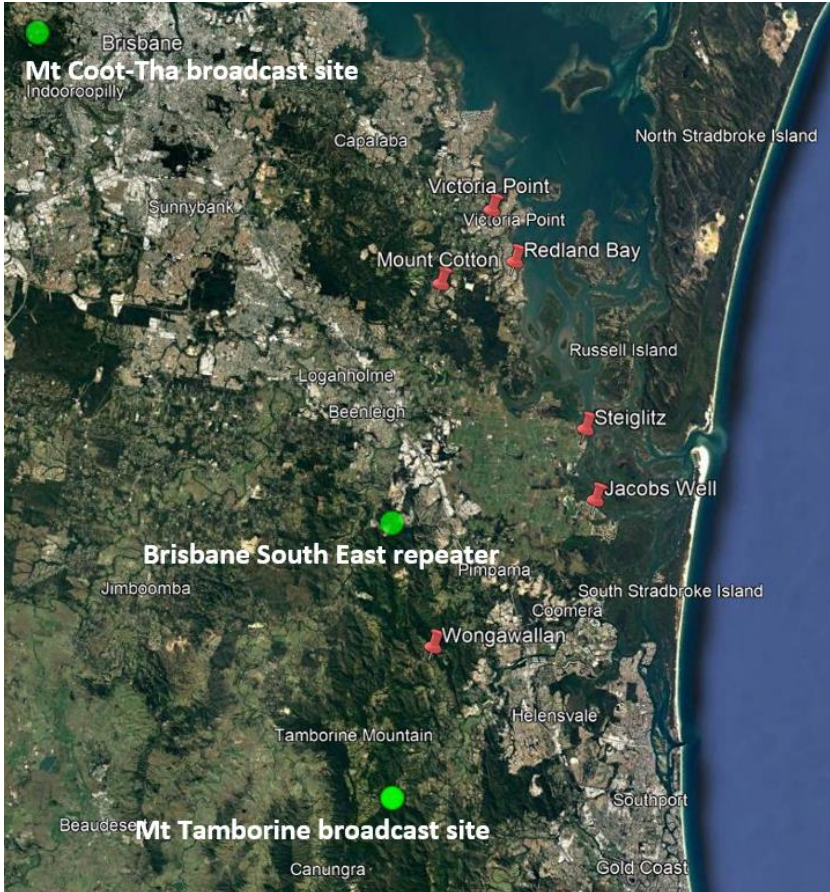 Brisbane
Mt Coot-Tha broadcast site
Indooroopilly
Capalaba
North Stradbroke Island
Victoria Point
Sunnybank
Victoria Point
Redland Bay
Mount Cotton
Russell Island
Loganholme
Beenleigh
Steiglitz
Jacobs Well
Brisbane South East repeater
Pimpama
Jimboomba
South Stradbroke Island
Coomera
Wongawallan
Helensvale
Tamborine Mountain
Southport
Beaudeser
Mt Tamborine broadcast site
Canungra
Gold Coast